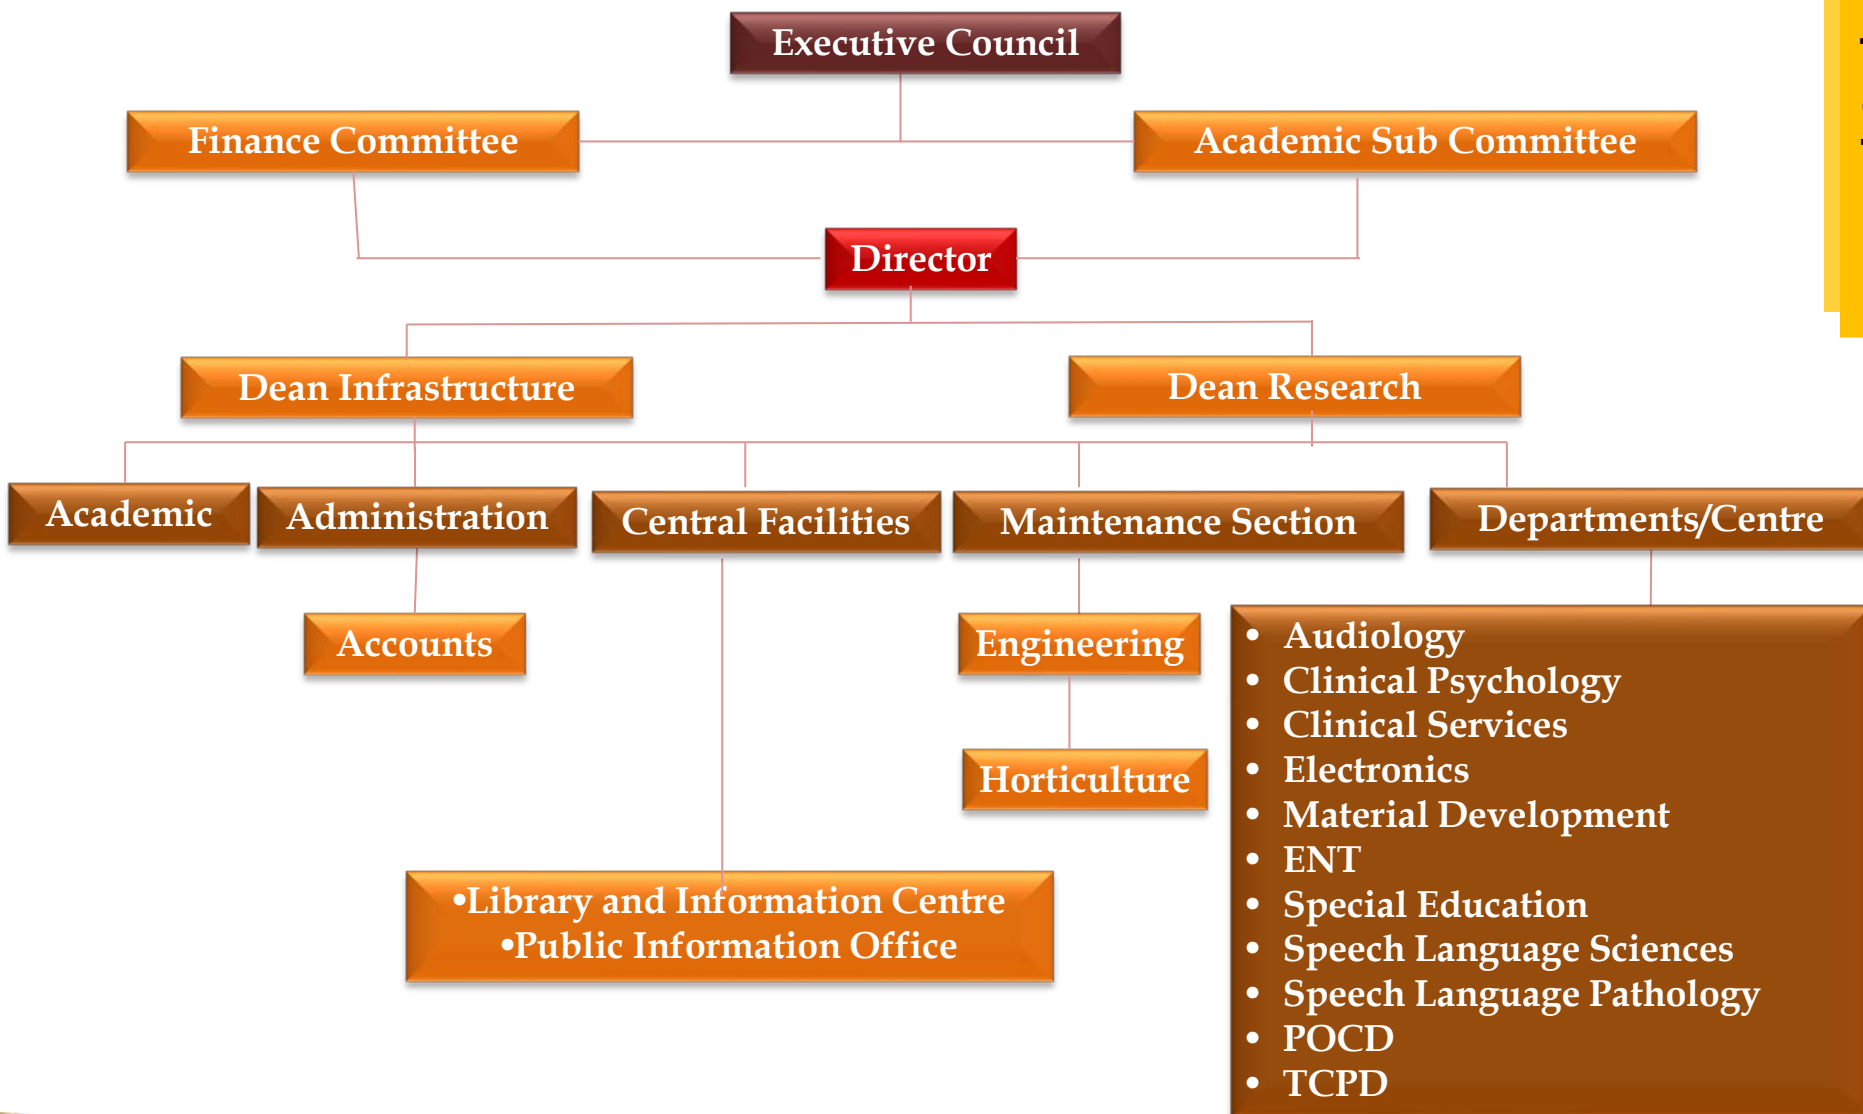 Executive Council
Finance Committee
Academic Sub Committee
Director
Dean Infrastructure
Dean Research
Academic
Administration
Central Facilities
Maintenance Section
Departments/Centre
Accounts
Engineering
Horticulture
•Library and Information Centre
•Public Information Office
• Audiology
• Clinical Psychology
• Clinical Services
• Electronics
• Material Development
• ENT
• Special Education
• Speech Language Sciences
• Speech Language Pathology
• POCD
• TCPD